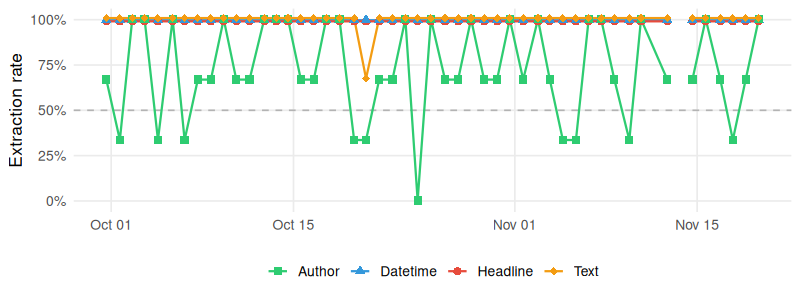 Extraction rate
100%
75%
50%
25%
0%
Oct 01 Oct 15 Nov 01 Nov 15
Author Datetime Headline Text